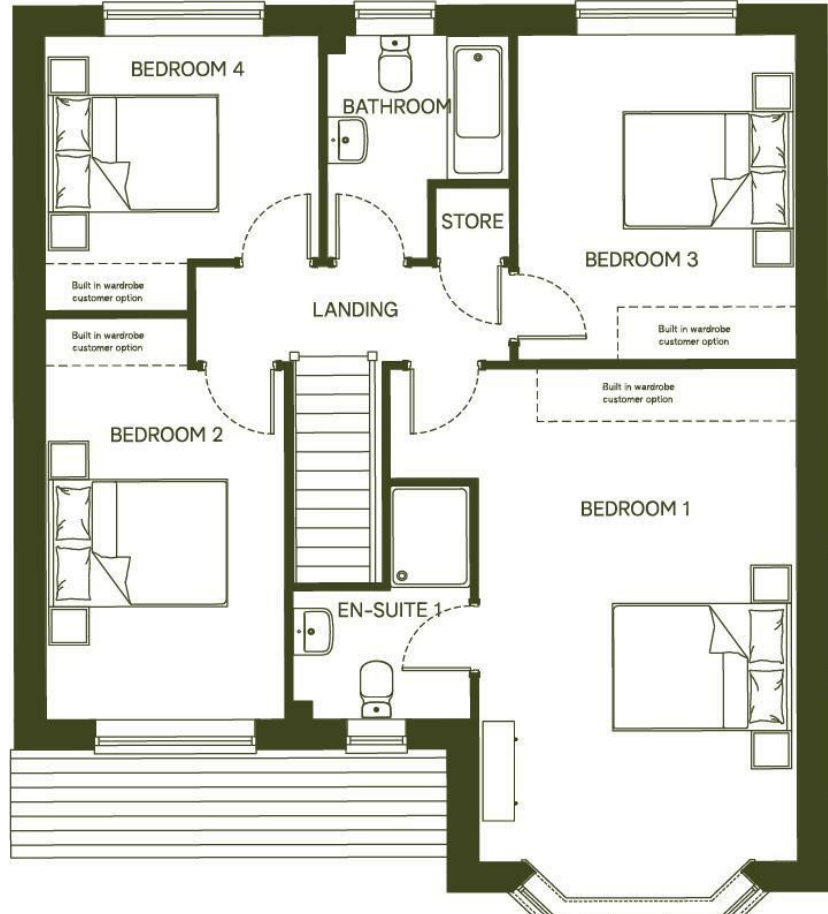 BEDROOM 4
BATHROOM
STORE
BEDROOM 3
Built in wardrobe
customer option
LANDING
Built in wardrobe
customer option
Built in wardrobe
customer option
Built in wardrobe
customer option
BEDROOM 2
BEDROOM 1
EN-SUITE 1